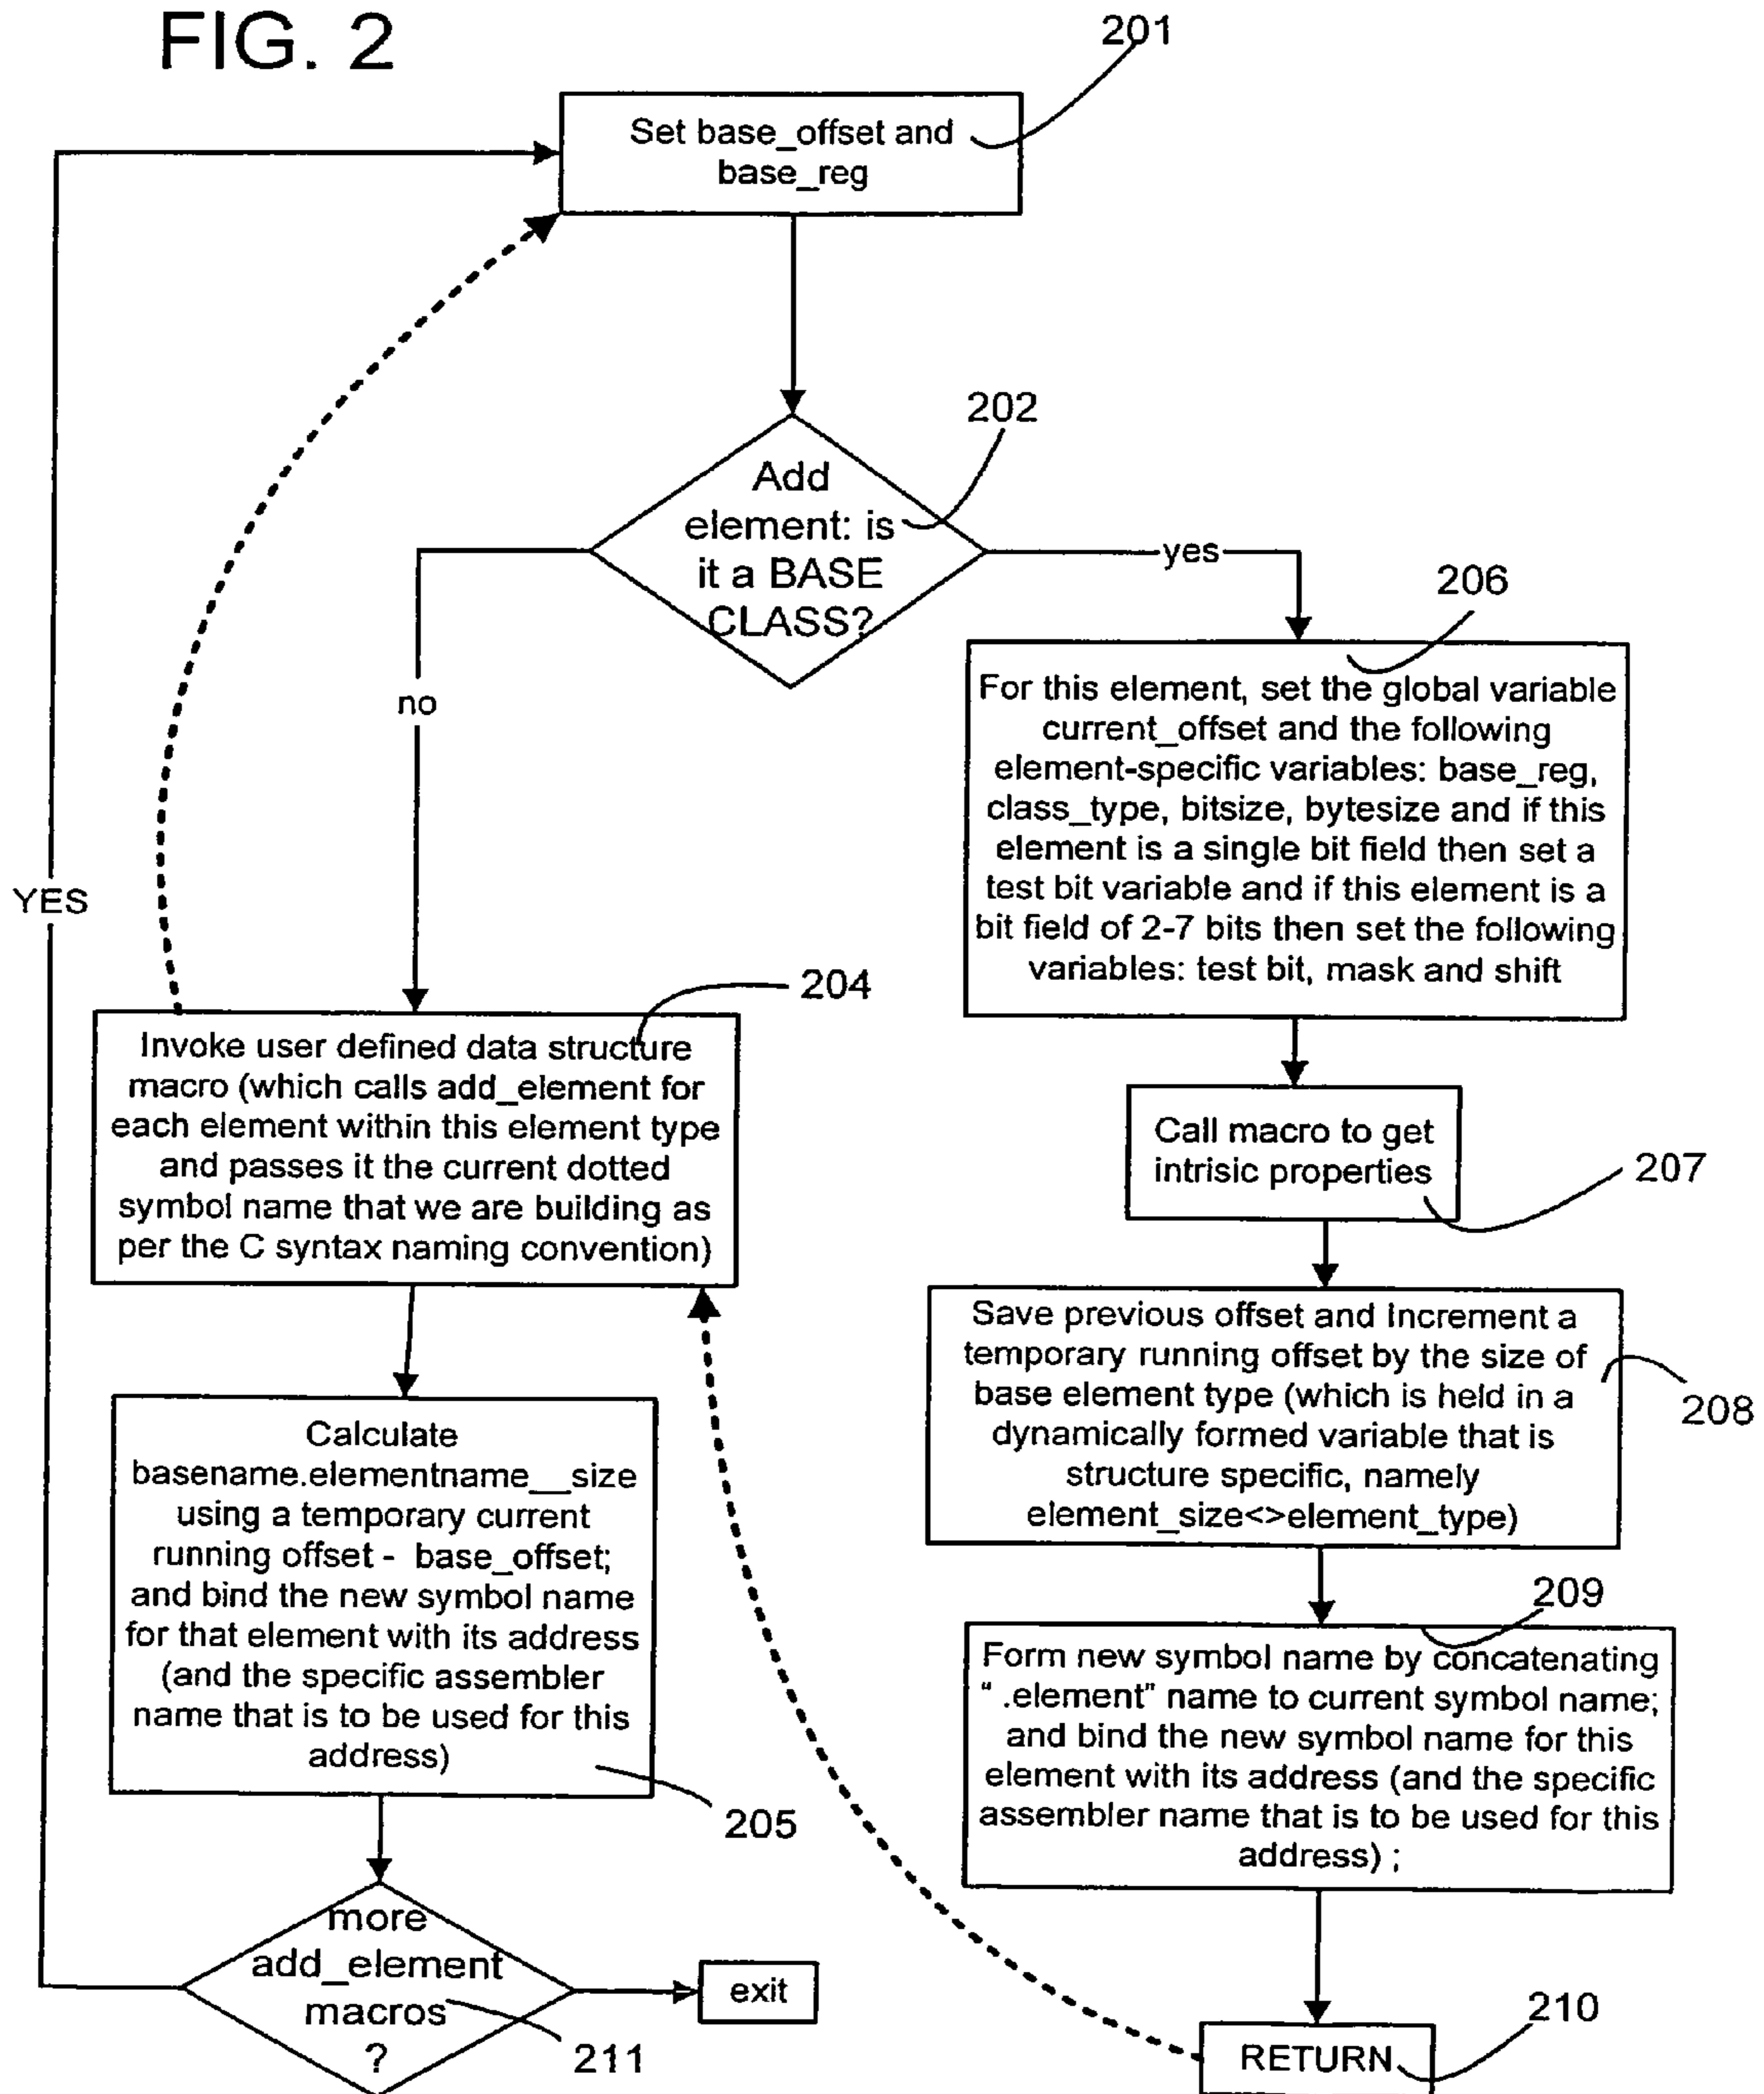 FIG. 2
201
Set base_offset and
base_reg
202
Add
element: is
it a BASE
CLASS?
yes
no
206
For this element, set the global variable
current_offset and the following
element-specific variables: base_reg,
class_type, bitsize, bytesize and if this
element is a single bit field then set a
test bit variable and if this element is a
bit field of 2-7 bits then set the following
variables: test bit, mask and shift
YES
204
Invoke user defined data structure
macro (which calls add_element for
each element within this element type
and passes it the current dotted
symbol name that we are building as
per the C syntax naming convention)
Call macro to get
intrisic properties
207
Save previous offset and Increment a
temporary running offset by the size of
base element type (which is held in a
dynamically formed variable that is
structure specific, namely
element_size<>element_type)
208
Calculate
basename.elementname__size
using a temporary current
running offset - base_offset;
and bind the new symbol name
for that element with its address
(and the specific assembler
name that is to be used for this
address)
205
209
Form new symbol name by concatenating
“ .element” name to current symbol name;
and bind the new symbol name for this
element with its address (and the specific
assembler name that is to be used for this
address) ;
more
add_element
macros
?
211
exit
210
RETURN